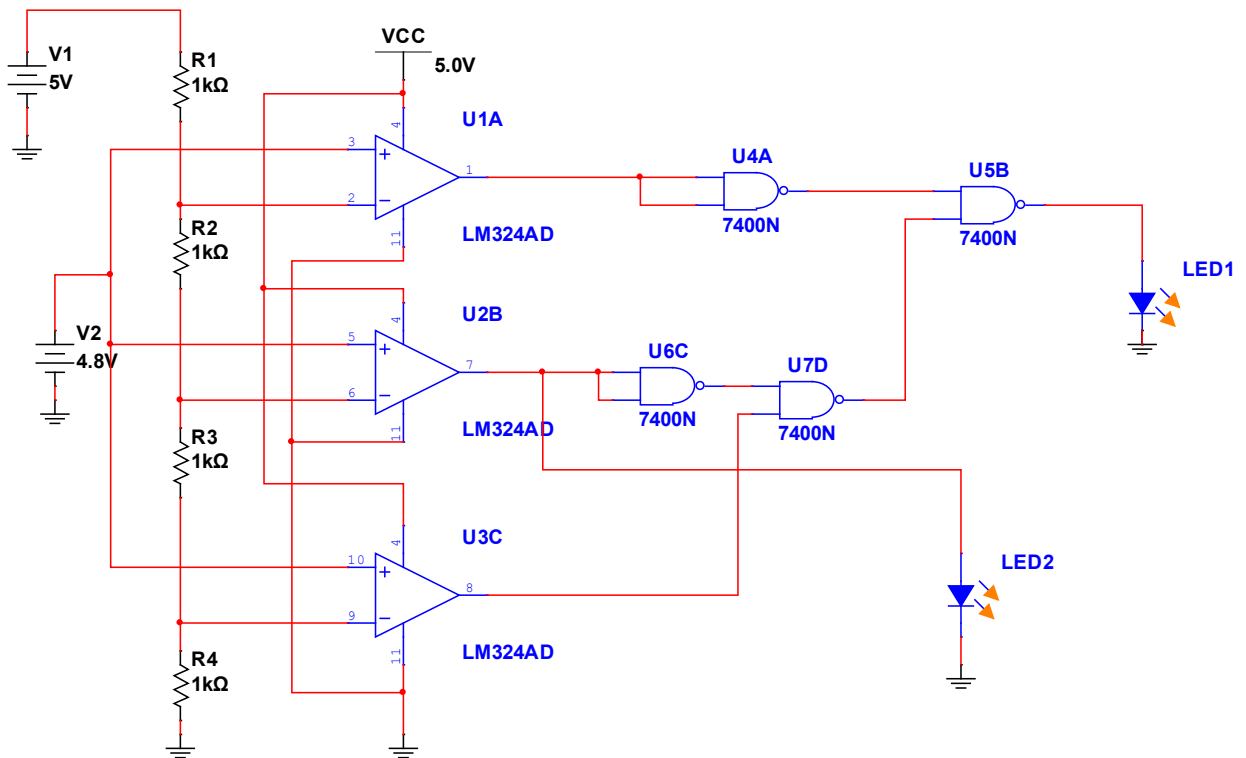 VCC
5.0V
V1
5V
R1
1kΩ
U1A
4
3
+
1
2
−
11
LM324AD
U4A
7400N
U5B
7400N
R2
1kΩ
LED1
V2
4.8V
U2B
4
5
+
7
6
−
11
LM324AD
U6C
7400N
U7D
7400N
R3
1kΩ
U3C
4
10
+
8
9
−
11
LM324AD
LED2
R4
1kΩ